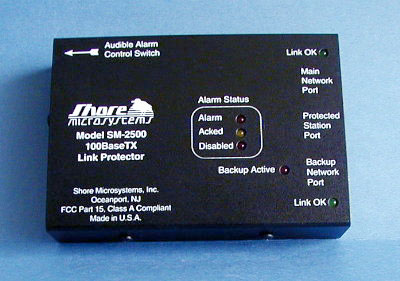 Audible Alarm
Control Switch
Link OK
Main
Network
Port
Shore
MICROSYSTEMS
Model SM-2500
100BaseTX
Link Protector
Alarm Status
Alarm
Acked
Disabled
Protected
Station
Port
Backup Active
Backup
Network
Port
Link OK
Shore Microsystems, Inc.
Oceanport, NJ
FCC Part 15, Class A Compliant
Made in U.S.A.